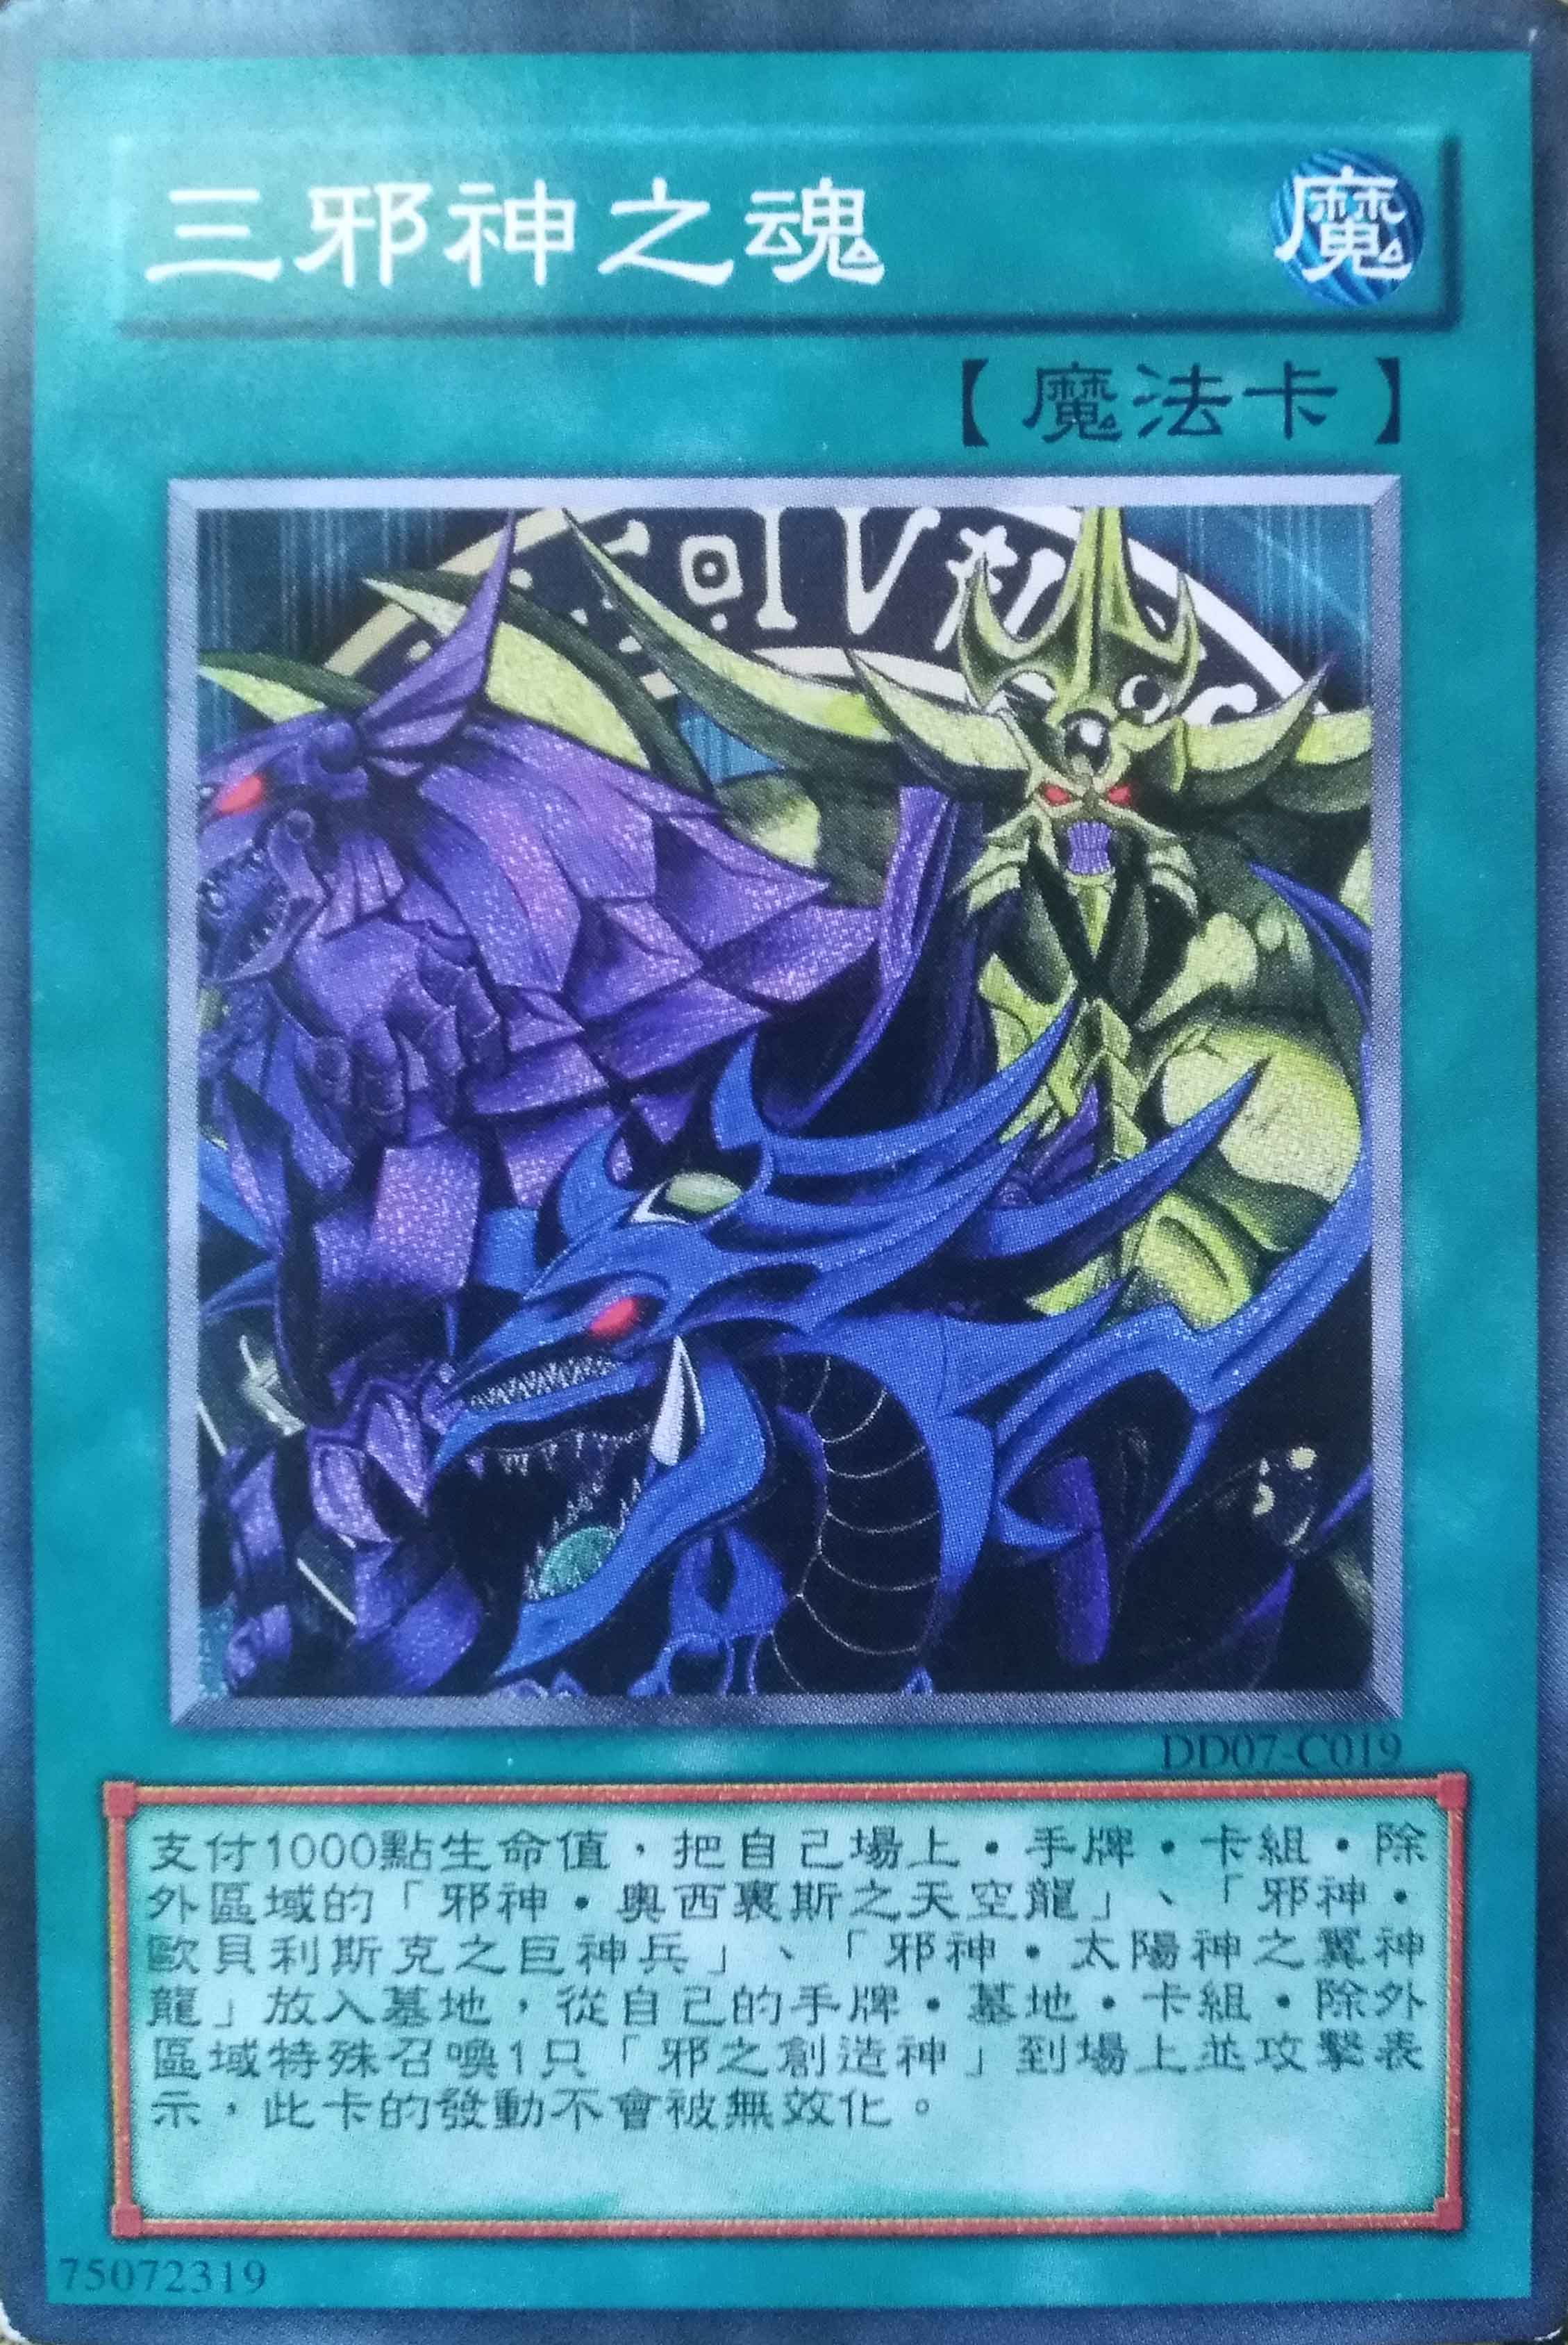 三邪神之魂
魔
【魔法卡】
DD07-C019
支付1000點生命值，把自己場上·手牌·卡組·除
外區域的「邪神·奧西裏斯之天空龍」、「邪神·
歐貝利斯克之巨神兵」、「邪神·太陽神之翼神
龍」放入墓地，從自己的手牌·墓地·卡組·除外
區域特殊召喚1只「邪之創造神」到場上並攻擊表
示，此卡的發動不會被無效化。
75072319